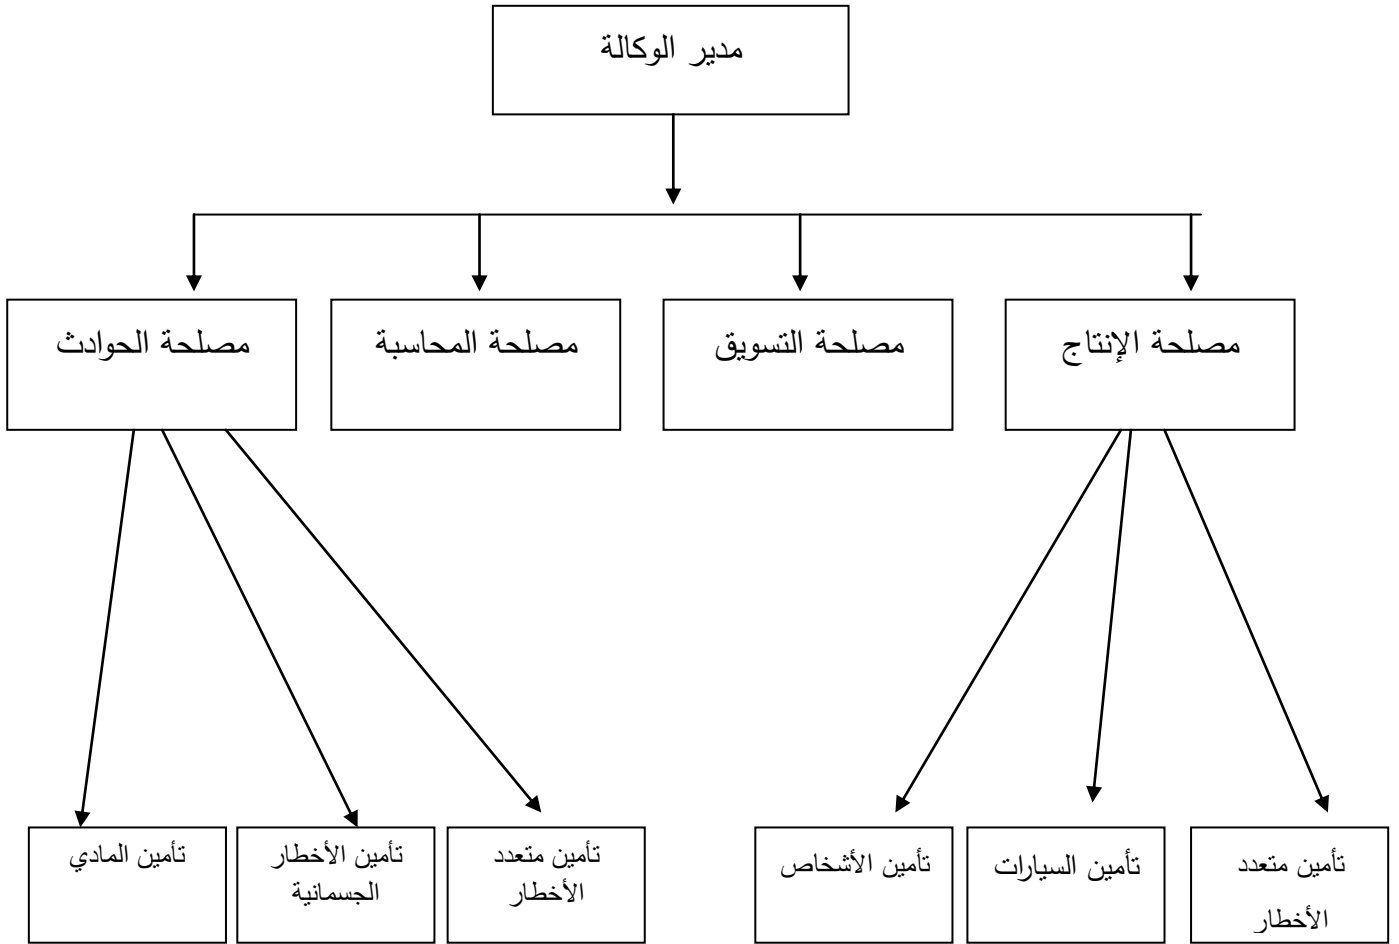 مدير الوكالة
مصلحة الإنتاج
مصلحة التسويق
مصلحة المحاسبة
مصلحة الحوادث
تأمين متعدد
الأخطار
تأمين السيارات
تأمين الأشخاص
تأمين متعدد
الأخطار
تأمين الأخطار
الجسمانية
تأمين المادي